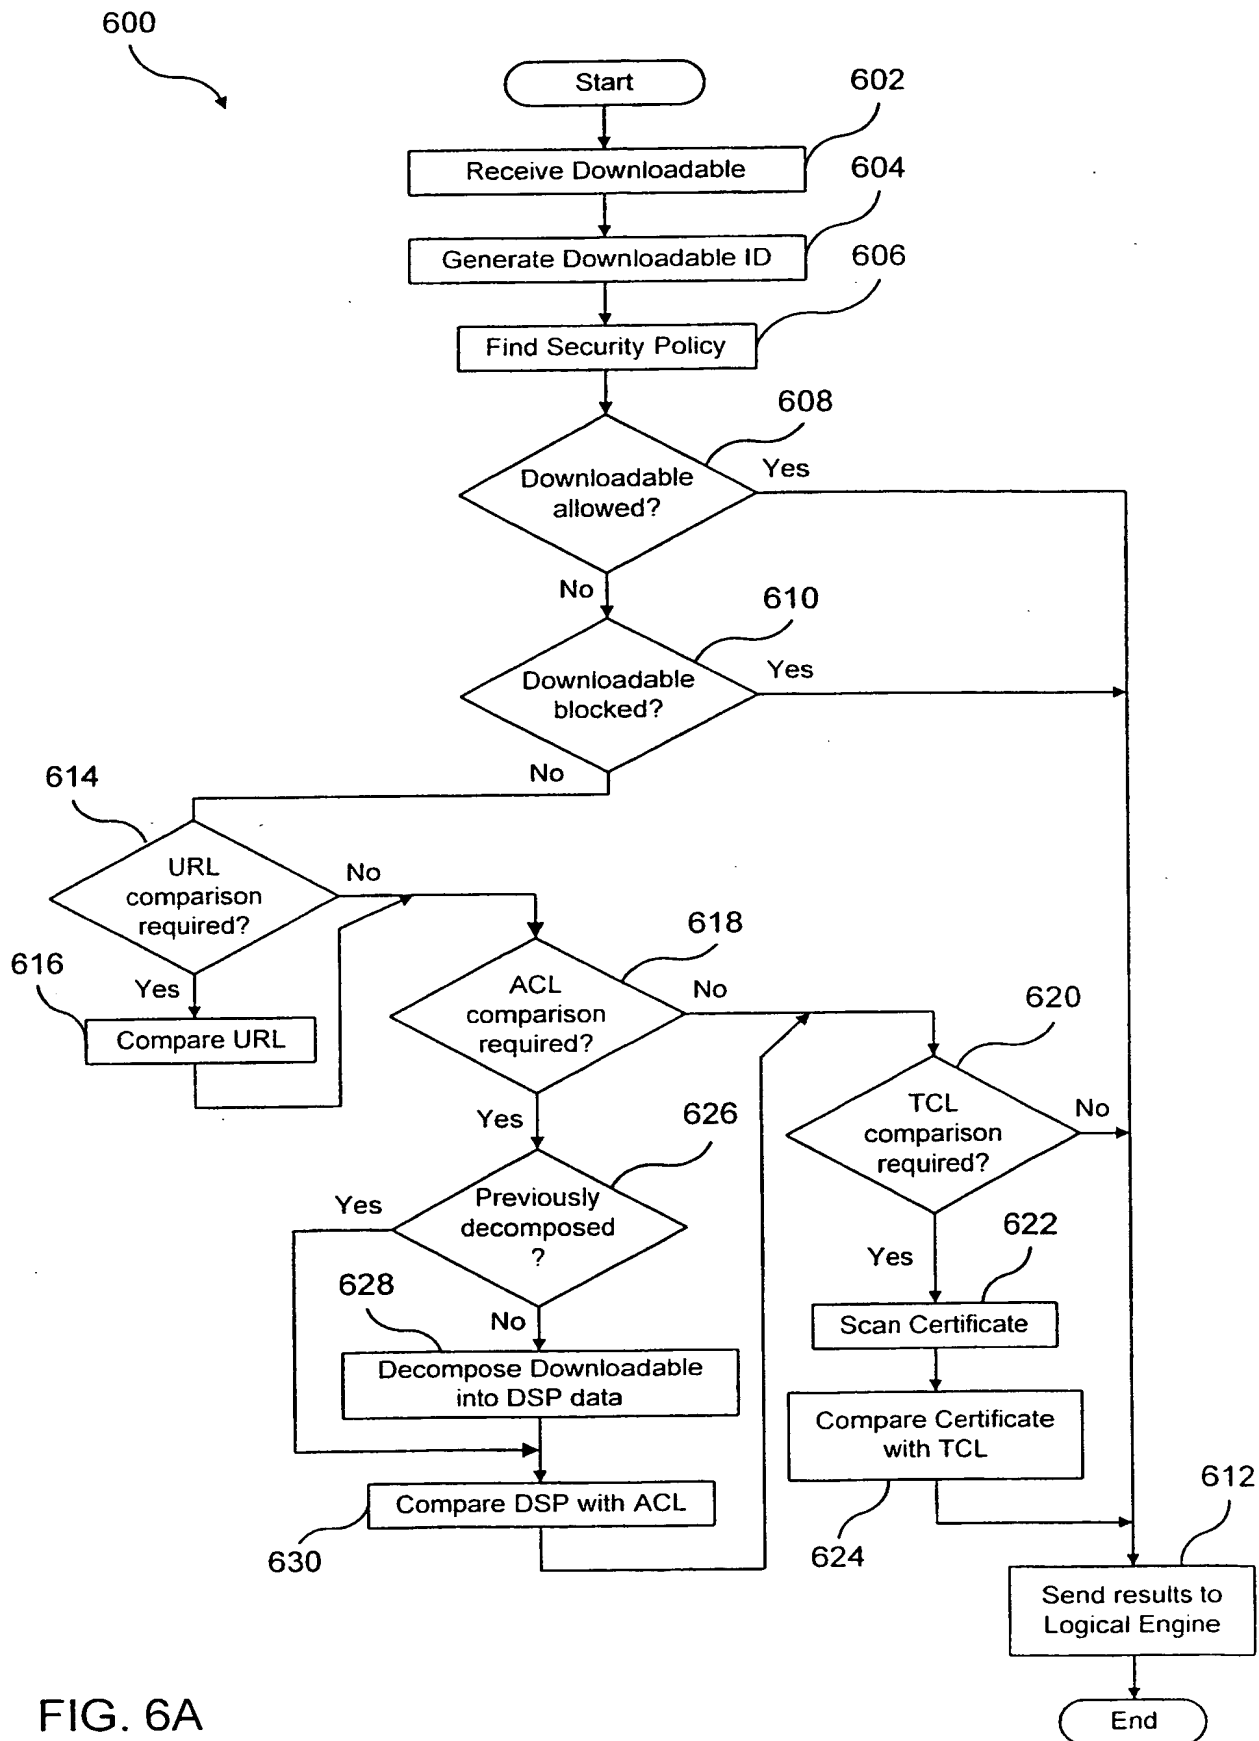 600
Start
602
Receive Downloadable
604
Generate Downloadable ID
606
Find Security Policy
608
Downloadable
allowed?
Yes
No
610
Downloadable
blocked?
Yes
No
614
URL
comparison
required?
No
616
Yes
Compare URL
618
ACL
comparison
required?
No
620
TCL
comparison
required?
No
Yes
626
Previously
decomposed
?
Yes
628
No
Decompose Downloadable
into DSP data
Compare DSP with ACL
630
Yes
622
Scan Certificate
Compare Certificate
with TCL
624
612
Send results to
Logical Engine
End
FIG. 6A